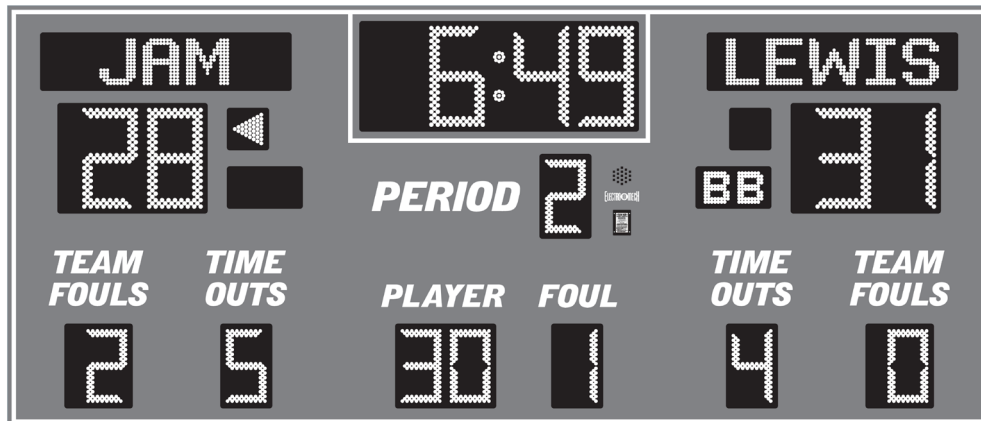 JAM
6:49
LEWIS
28
31
PERIOD 2
BB
TEAM FOULS
TIME OUTS
PLAYER
FOUL
TIME OUTS
TEAM FOULS
2
5
30
1
4
0